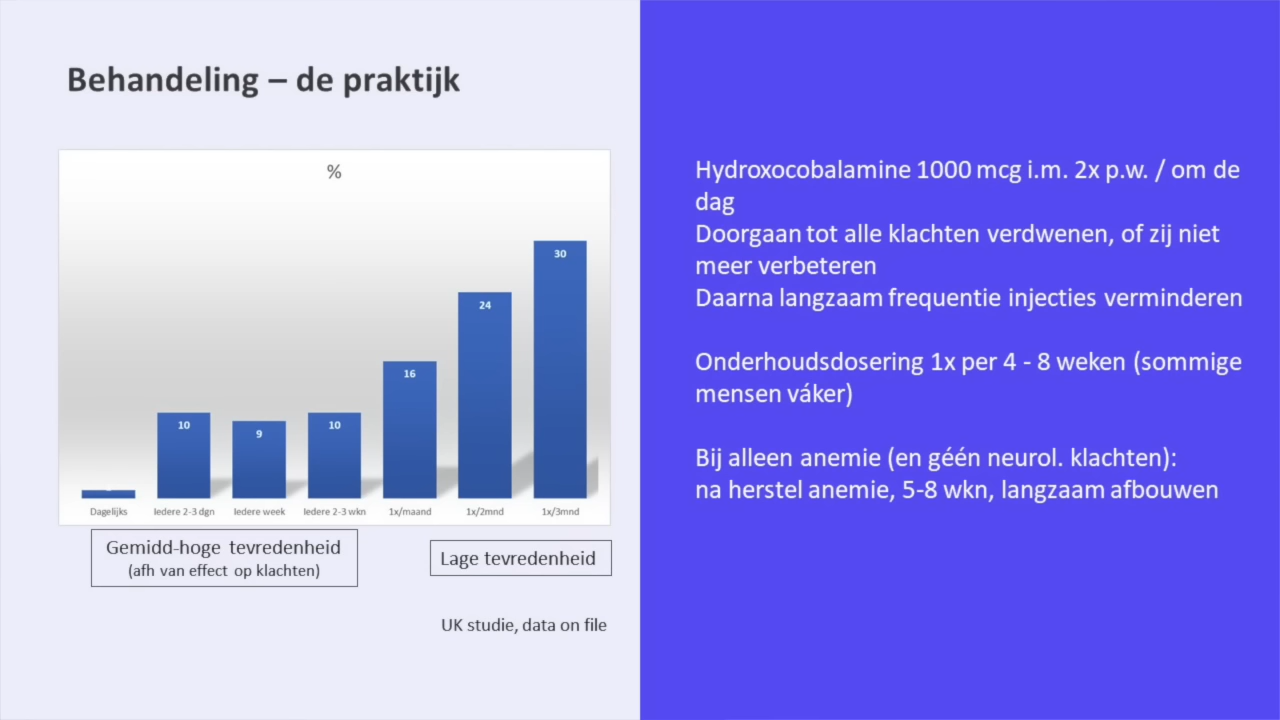 Behandeling – de praktijk
%
30
24
16
10
9
10
Dagelijks
Iedere 2-3 dgn
Iedere week
Iedere 2-3 wkn
1x/maand
1x/2mnd
1x/3mnd
Gemidd-hoge tevredenheid
(afh van effect op klachten)
Lage tevredenheid
UK studie, data on file
Hydroxocobalamine 1000 mcg i.m. 2x p.w. / om de
dag
Doorgaan tot alle klachten verdwenen, of zij niet
meer verbeteren
Daarna langzaam frequentie injecties verminderen
Onderhoudsdosering 1x per 4 - 8 weken (sommige
mensen váker)
Bij alleen anemie (en géén neurol. klachten):
na herstel anemie, 5-8 wkn, langzaam afbouwen